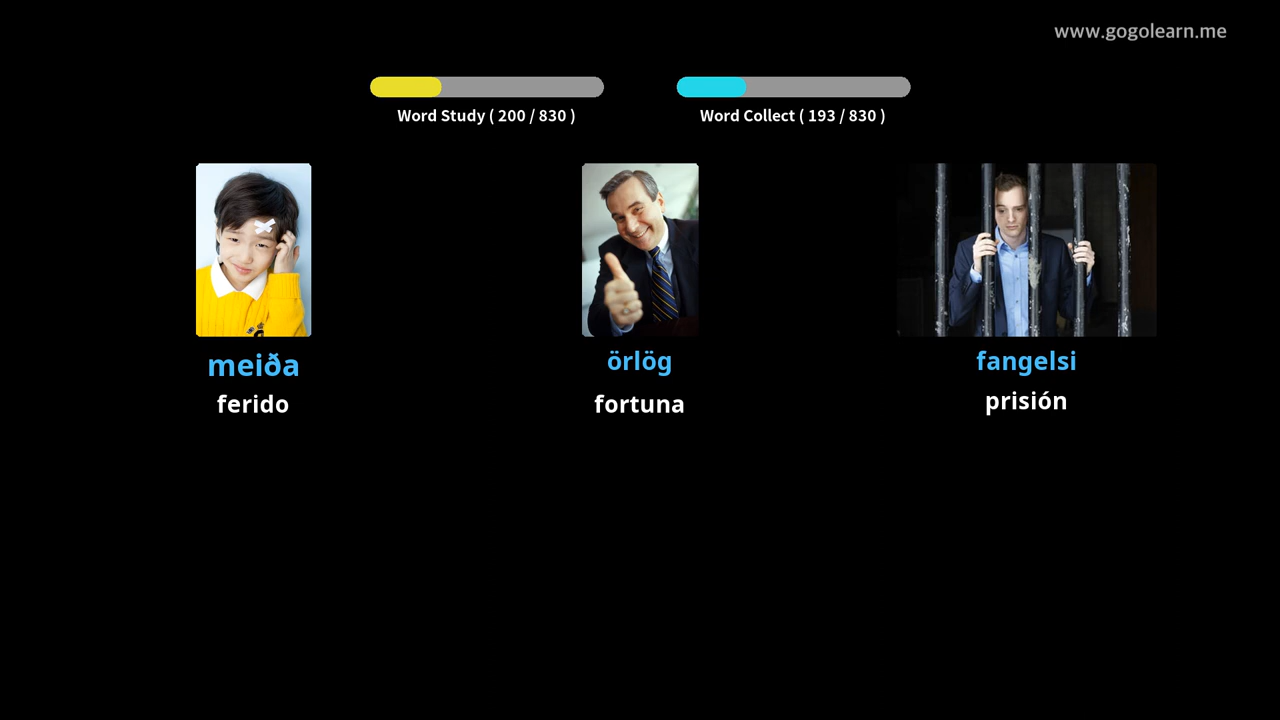 www.gogolearn.me
Word Study ( 200 / 830 )
Word Collect ( 193 / 830 )
meiða
örlög
fangelsi
ferido
fortuna
prisión